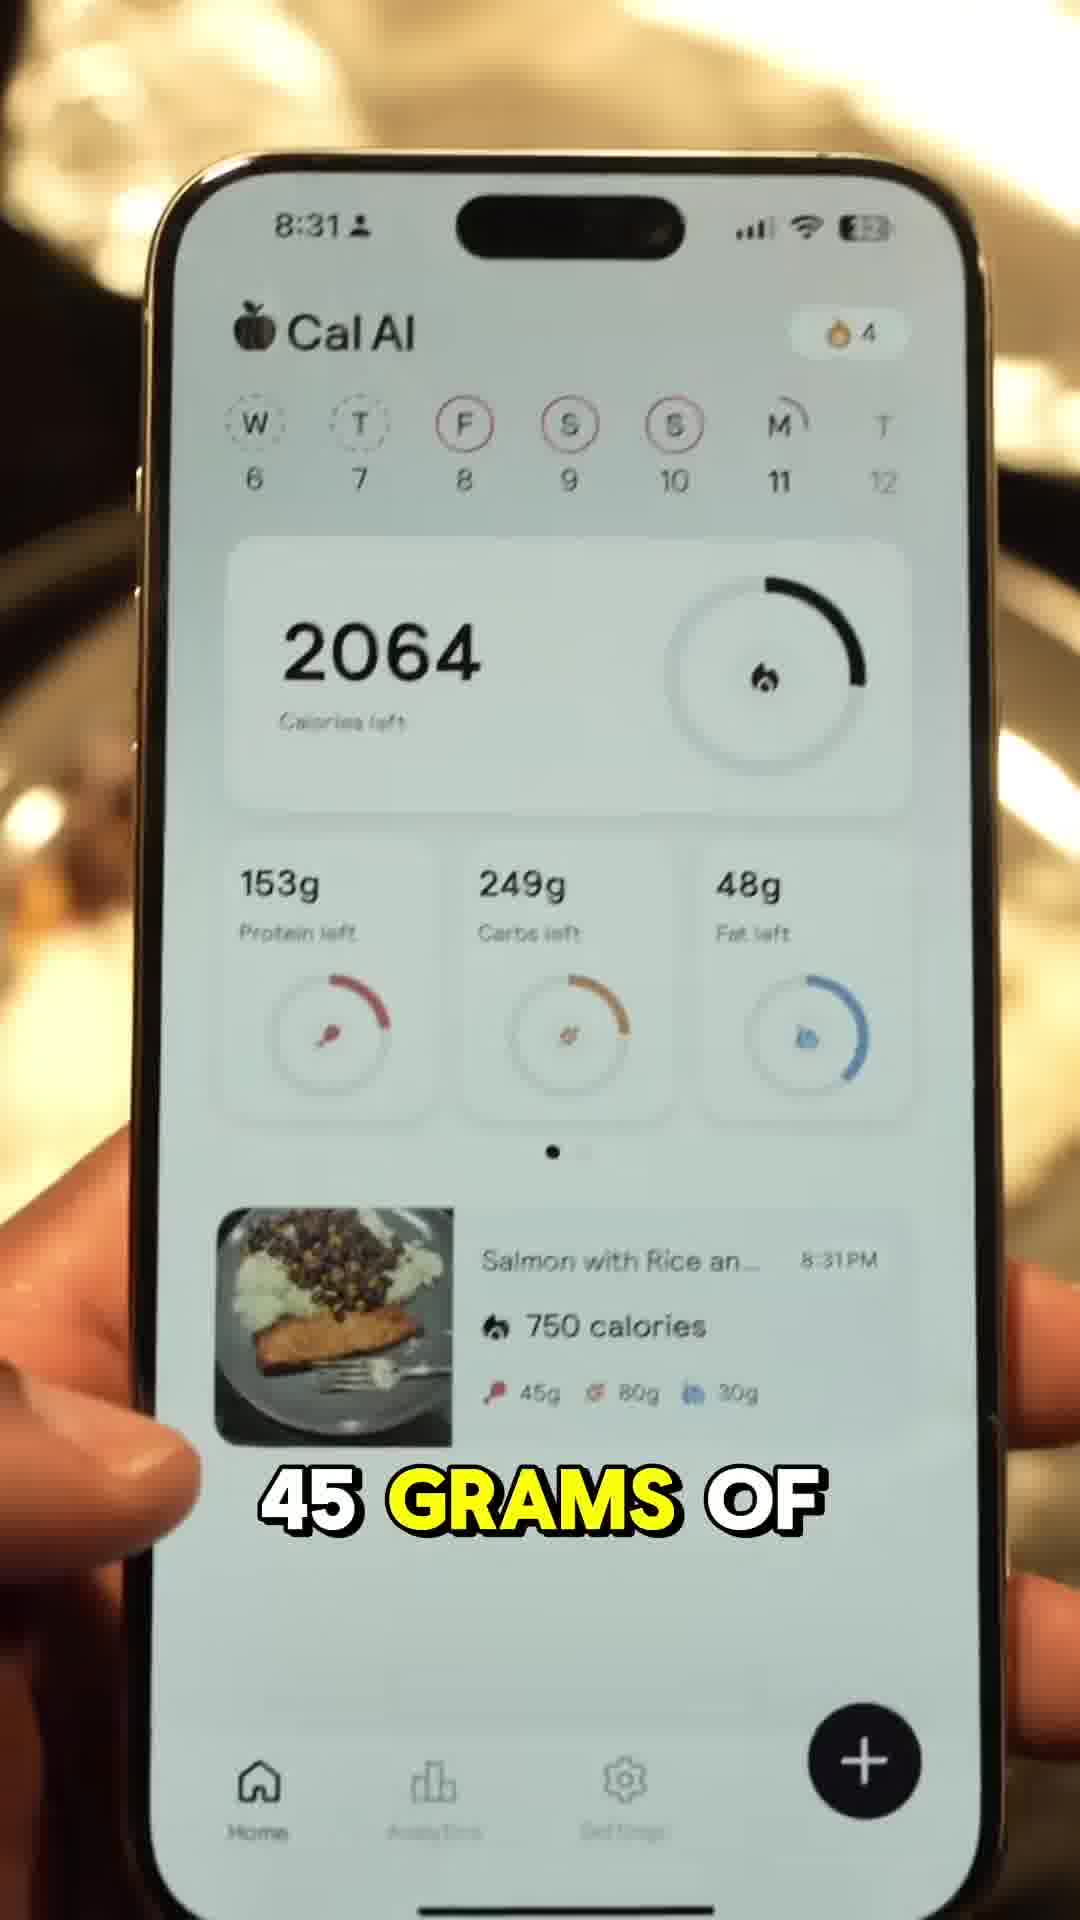 8:31
Cal AI
4
W T F S S M T
6 7 8 9 10 11 12
2064
Calories left
153g 249g 48g
Protein left Carbs left Fat left
Salmon with Rice an... 8:31 PM
750 calories
45g 80g 30g
45 GRAMS OF
Home Analytics Settings